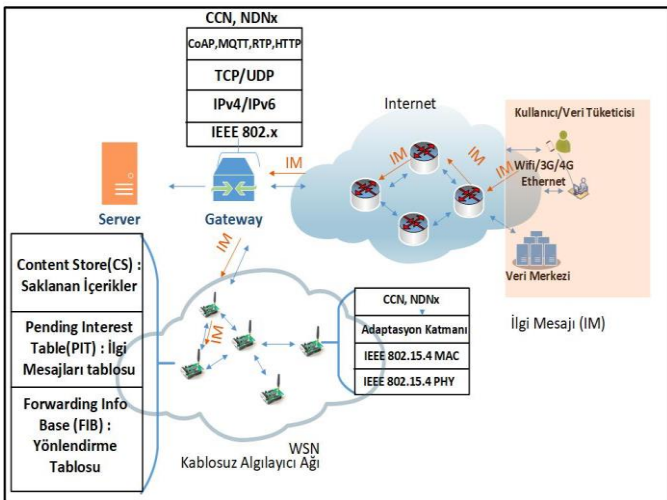 CCN, NDNx
CoAP,MQTT,RTP,HTTP
TCP/UDP
IPv4/IPv6
IEEE 802.x
Internet
Kullanıcı/Veri Tüketicisi
IM
IM
IM
IM
Wifi/3G/4G
Ethernet
Server
Gateway
Veri Merkezi
IM
Content Store(CS) :
Saklanan İçerikler
Pending Interest
Table(PIT) : İlgi
Mesajları tablosu
Forwarding Info
Base (FIB) :
Yönlendirme
Tablosu
IM
CCN, NDNx
Adaptasyon Katmanı
IEEE 802.15.4 MAC
IEEE 802.15.4 PHY
İlgi Mesajı (IM)
WSN
Kablosuz Algılayıcı Ağı